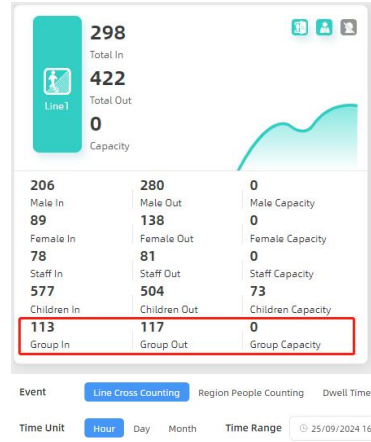 298
Total In
422
Total Out
Line1
0
Capacity
206 280 0
Male In Male Out Male Capacity
89 138 0
Female In Female Out Female Capacity
78 81 0
Staff In Staff Out Staff Capacity
577 504 73
Children In Children Out Children Capacity
113 117 0
Group In Group Out Group Capacity
Event Line Cross Counting Region People Counting Dwell Time
Time Unit Hour Day Month Time Range 25/09/2024 16